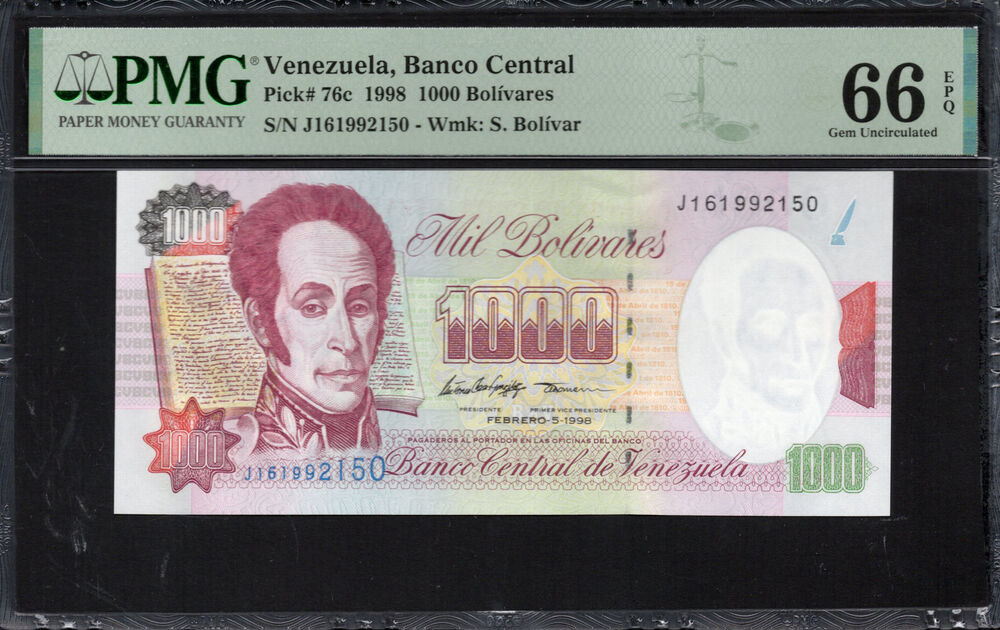 PMG®
PAPER MONEY GUARANTY
Venezuela, Banco Central
Pick# 76c 1998 1000 Bolívares
S/N J161992150 - Wmk: S. Bolívar
66
EPQ
Gem Uncirculated
1000
J161992150
Mil Bolívares
1000
PRESIDENTE PRIMER VICE PRESIDENTE
FEBRERO-5-1998
PAGADEROS AL PORTADOR EN LAS OFICINAS DEL BANCO
1000
J161992150
Banco Central de Venezuela
1000